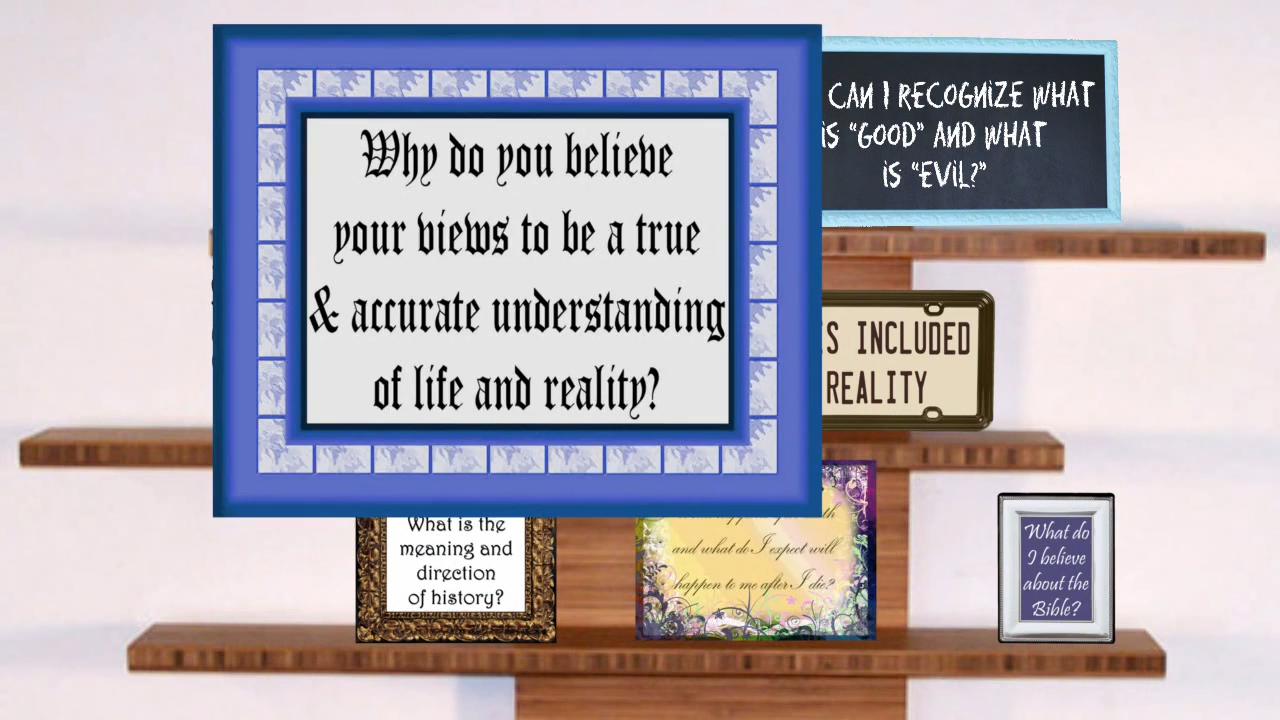 Why do you believe
your views to be a true
& accurate understanding
of life and reality?
CAN I RECOGNIZE WHAT
IS "GOOD" AND WHAT
IS "EVIL?"
INCLUDED
REALITY
What is the
meaning and
direction
of history?
and what do I expect will
happen to me after I die?
What do
I believe
about the
Bible?